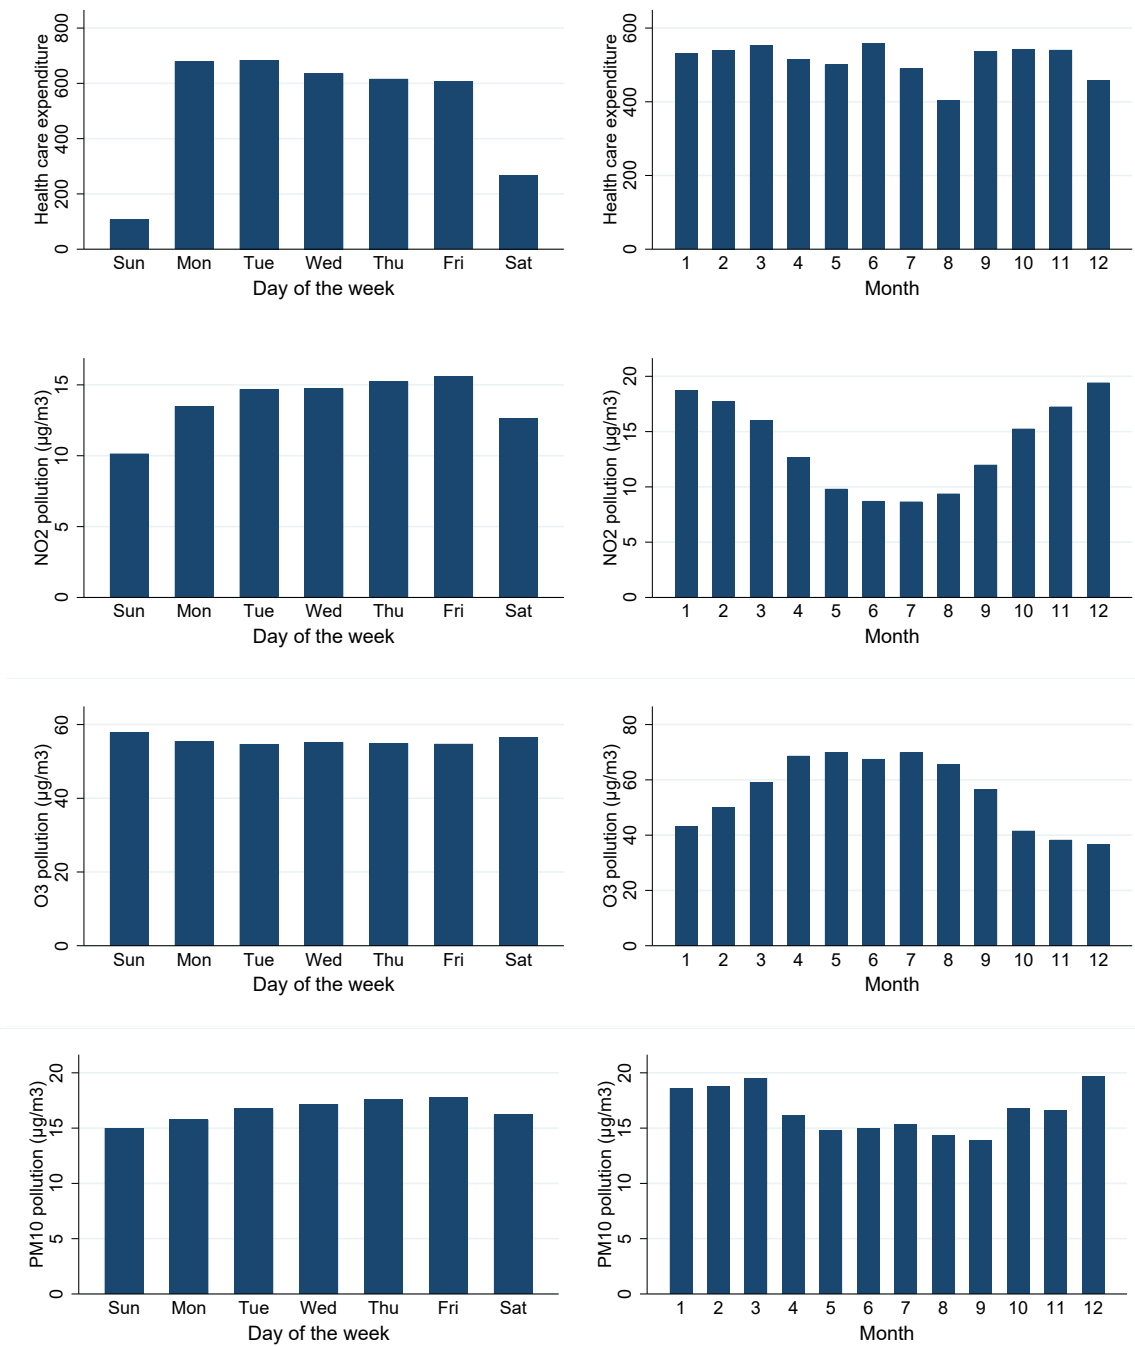 Health care expenditure
800
600
400
200
0
Sun Mon Tue Wed Thu Fri Sat
Day of the week
Health care expenditure
600
400
200
0
1 2 3 4 5 6 7 8 9 10 11 12
Month
NO2 pollution (µg/m3)
15
10
5
0
Sun Mon Tue Wed Thu Fri Sat
Day of the week
NO2 pollution (µg/m3)
20
15
10
5
0
1 2 3 4 5 6 7 8 9 10 11 12
Month
O3 pollution (µg/m3)
60
40
20
0
Sun Mon Tue Wed Thu Fri Sat
Day of the week
O3 pollution (µg/m3)
80
60
40
20
0
1 2 3 4 5 6 7 8 9 10 11 12
Month
PM10 pollution (µg/m3)
20
15
10
5
0
Sun Mon Tue Wed Thu Fri Sat
Day of the week
PM10 pollution (µg/m3)
20
15
10
5
0
1 2 3 4 5 6 7 8 9 10 11 12
Month